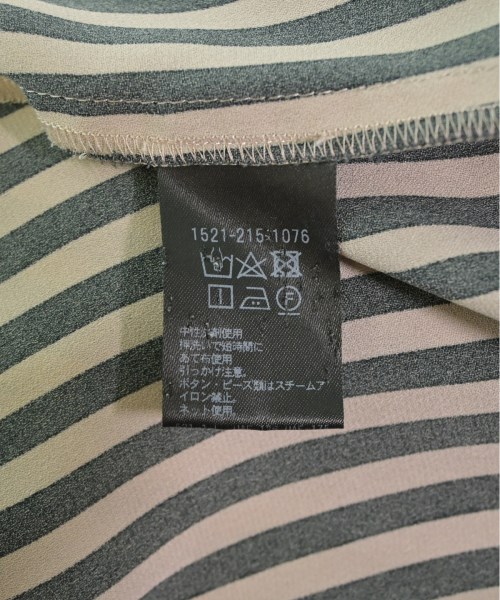 1521-215-1076
F
中性洗剤使用
押洗いで短時間に
あて布使用
引っかけ注意。
ボタン・ビーズ類はスチームア
イロン禁止。
ネット使用。